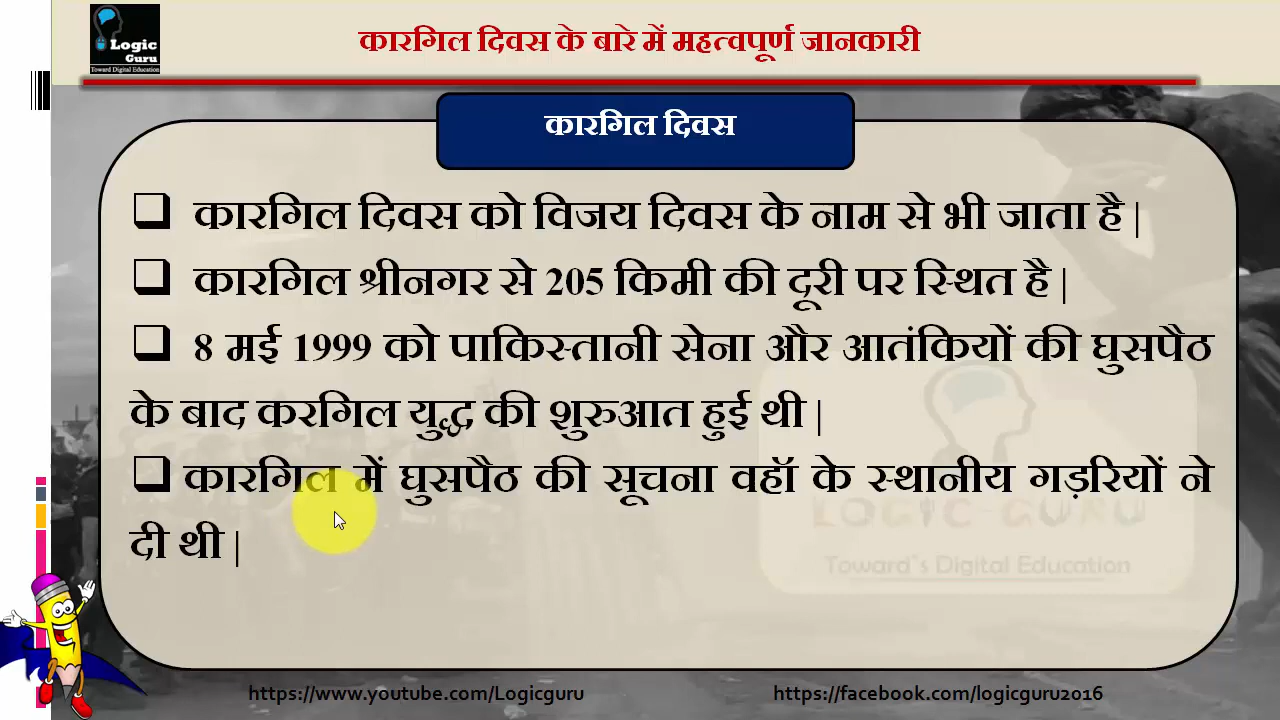 Logic
Guru
Toward Digital Education
कारगिल दिवस के बारे में महत्वपूर्ण जानकारी
कारगिल दिवस
❑ कारगिल दिवस को विजय दिवस के नाम से भी जाता है |
❑ कारगिल श्रीनगर से 205 किमी की दूरी पर स्थित है |
❑ 8 मई 1999 को पाकिस्तानी सेना और आतंकियों की घुसपैठ
के बाद करगिल युद्ध की शुरुआत हुई थी |
❑ कारगिल में घुसपैठ की सूचना वहॉ के स्थानीय गड़रियों ने
दी थी |
LOGIC GURU
Toward`s Digital Education
https://www.youtube.com/Logicguru
https://facebook.com/logicguru2016